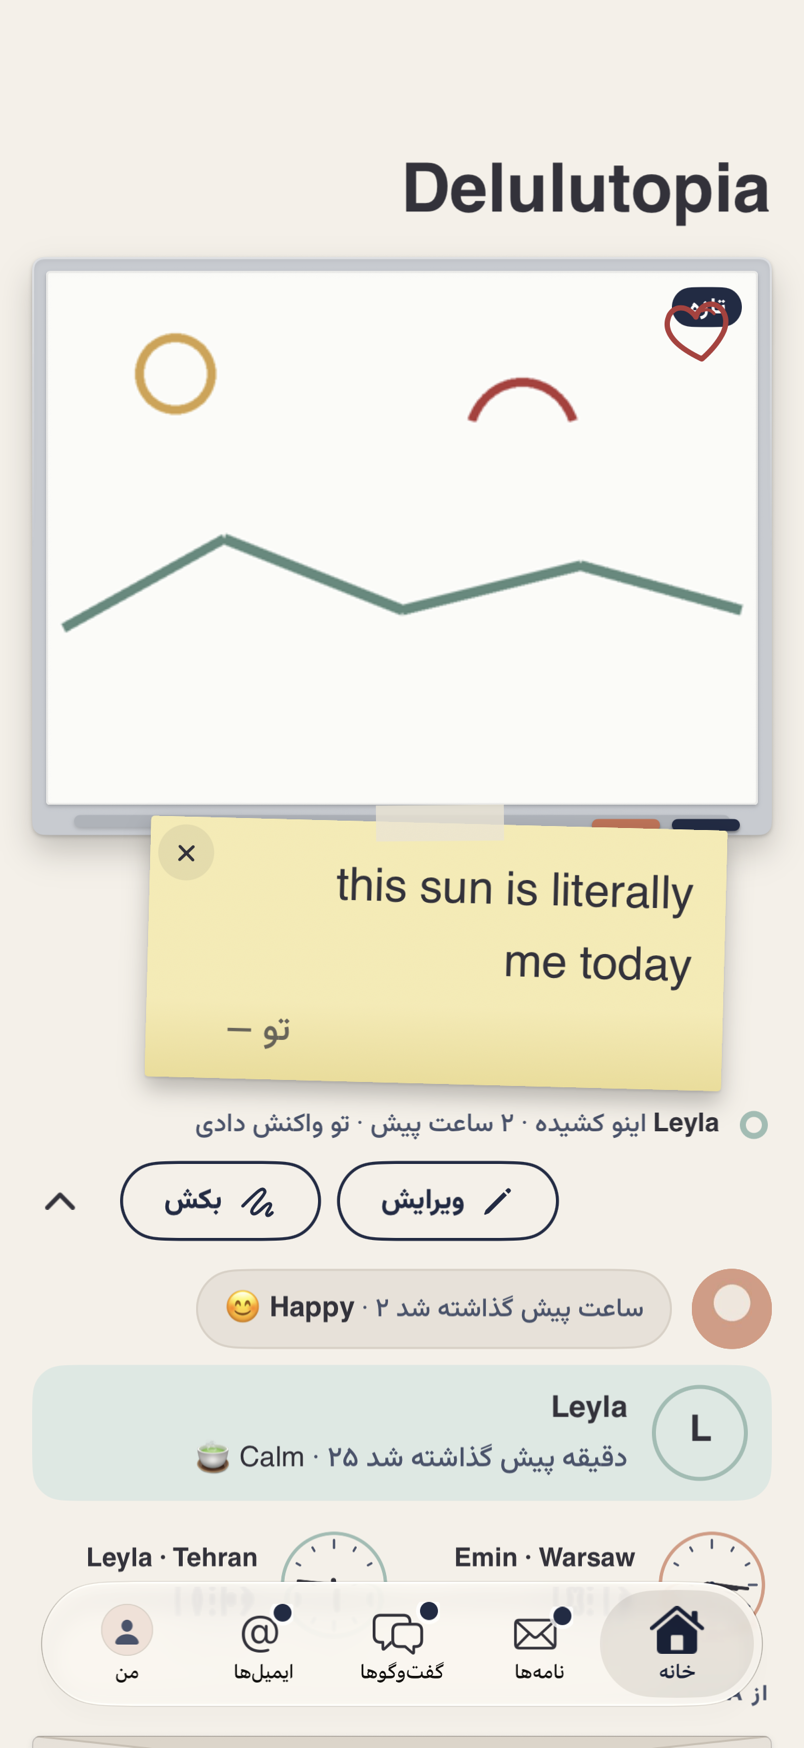 Delulutopia
تازه
this sun is literally
me today
— تو
Leyla اینو کشیده · ۲ ساعت پیش · تو واکنش دادی
ویرایش
بکش
😊 Happy · ۲ ساعت پیش گذاشته شد
L
Leyla
🍵 Calm · ۲۵ دقیقه پیش گذاشته شد
Emin · Warsaw
Leyla · Tehran
از
خانه
نامه‌ها
گفت‌وگوها
ایمیل‌ها
من